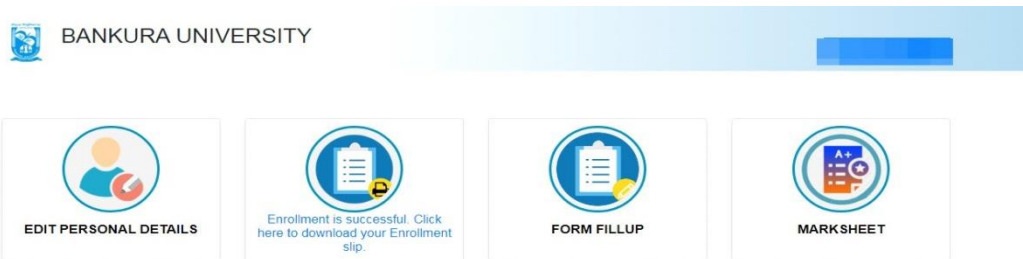 BANKURA UNIVERSITY
EDIT PERSONAL DETAILS
Enrollment is successful. Click
here to download your Enrollment
slip.
FORM FILLUP
A+
MARKSHEET